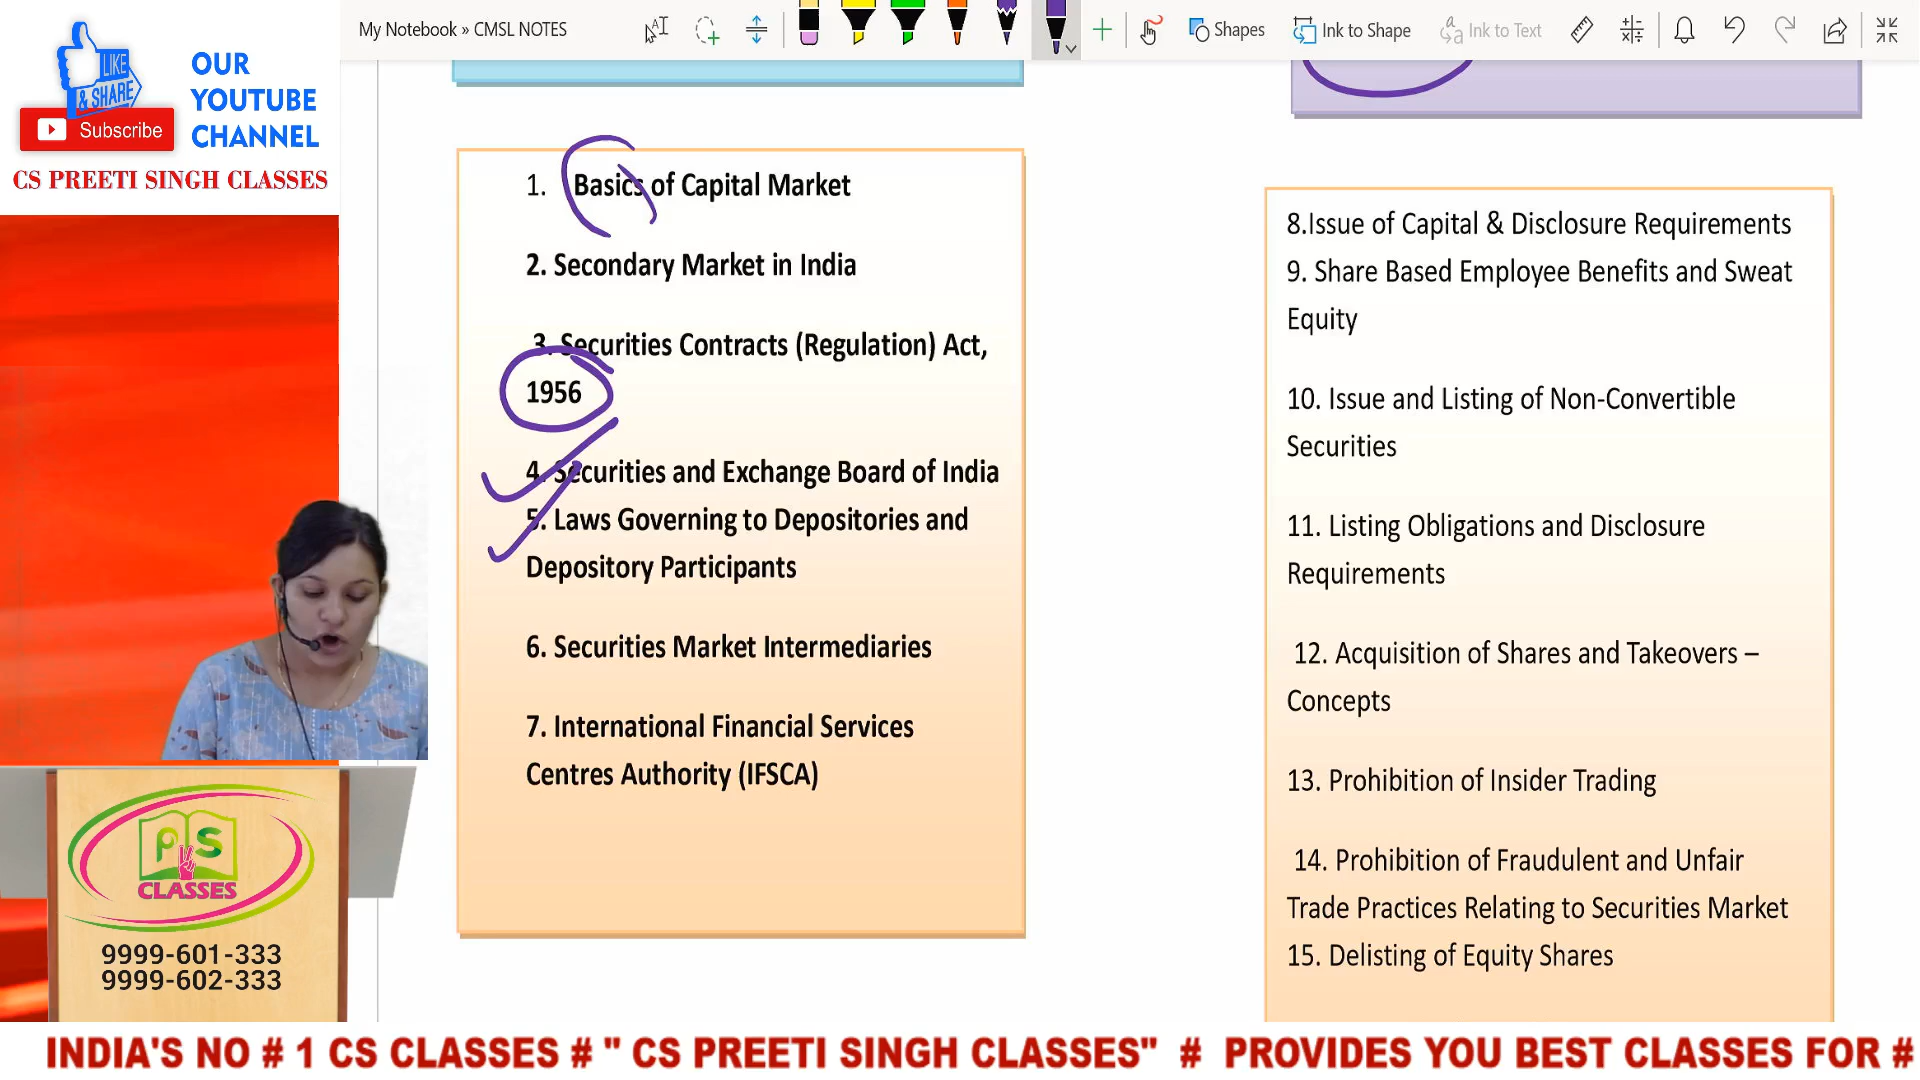 My Notebook » CMSL NOTES
Shapes
Ink to Shape
Ink to Text
LIKE
& SHARE
Subscribe
OUR
YOUTUBE
CHANNEL
CS PREETI SINGH CLASSES
1. Basics of Capital Market
2. Secondary Market in India
3. Securities Contracts (Regulation) Act,
1956
4. Securities and Exchange Board of India
5. Laws Governing to Depositories and
Depository Participants
6. Securities Market Intermediaries
7. International Financial Services
Centres Authority (IFSCA)
8.Issue of Capital & Disclosure Requirements
9. Share Based Employee Benefits and Sweat
Equity
10. Issue and Listing of Non-Convertible
Securities
11. Listing Obligations and Disclosure
Requirements
12. Acquisition of Shares and Takeovers –
Concepts
13. Prohibition of Insider Trading
14. Prohibition of Fraudulent and Unfair
Trade Practices Relating to Securities Market
15. Delisting of Equity Shares
PS
CLASSES
9999-601-333
9999-602-333
INDIA'S NO # 1 CS CLASSES # " CS PREETI SINGH CLASSES" # PROVIDES YOU BEST CLASSES FOR #